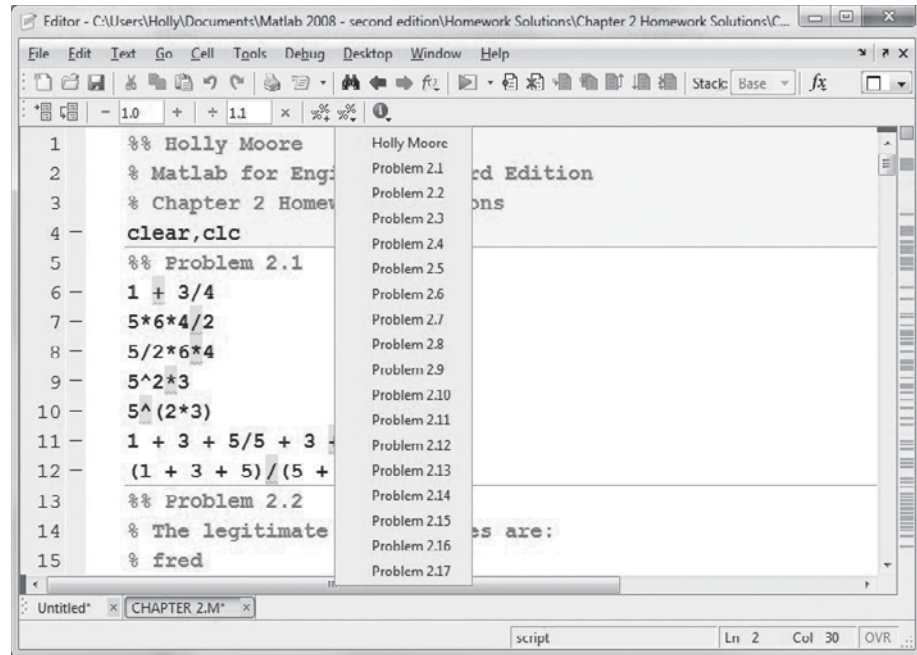 Editor - C:\Users\Holly\Documents\Matlab 2008 - second edition\Homework Solutions\Chapter 2 Homework Solutions\C...
File Edit Text Go Cell Tools Debug Desktop Window Help
Stack: Base fx
- 1.0 + ÷ 1.1 ×
1 %% Holly Moore
2 % Matlab for Engi rd Edition
3 % Chapter 2 Homew ons
4 - clear,clc
5 %% Problem 2.1
6 - 1 + 3/4
7 - 5*6*4/2
8 - 5/2*6*4
9 - 5^2*3
10 - 5^(2*3)
11 - 1 + 3 + 5/5 + 3
12 - (1 + 3 + 5)/(5 +
13 %% Problem 2.2
14 % The legitimate es are:
15 % fred
Holly Moore
Problem 2.1
Problem 2.2
Problem 2.3
Problem 2.4
Problem 2.5
Problem 2.6
Problem 2.7
Problem 2.8
Problem 2.9
Problem 2.10
Problem 2.11
Problem 2.12
Problem 2.13
Problem 2.14
Problem 2.15
Problem 2.16
Problem 2.17
Untitled* × CHAPTER 2.M* ×
script Ln 2 Col 30 OVR